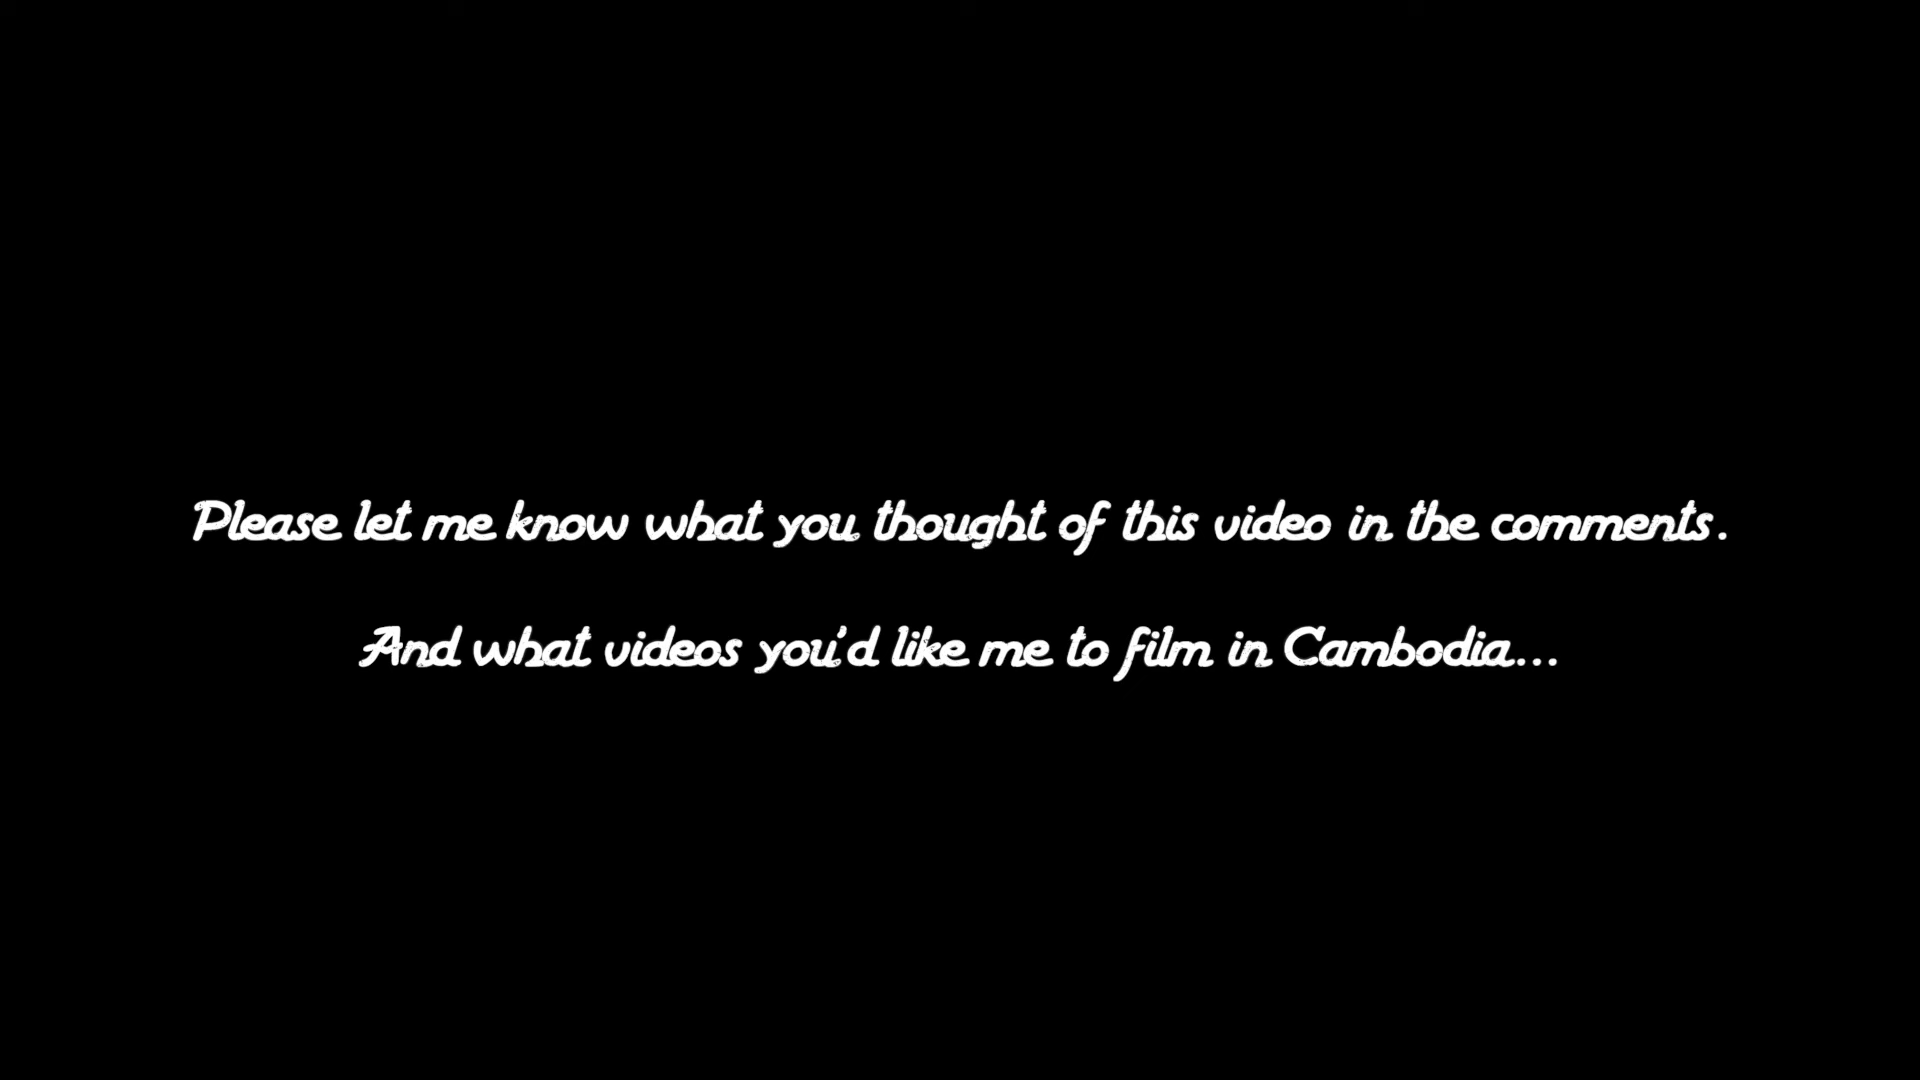 Please let me know what you thought of this video in the comments.
And what videos you'd like me to film in Cambodia...